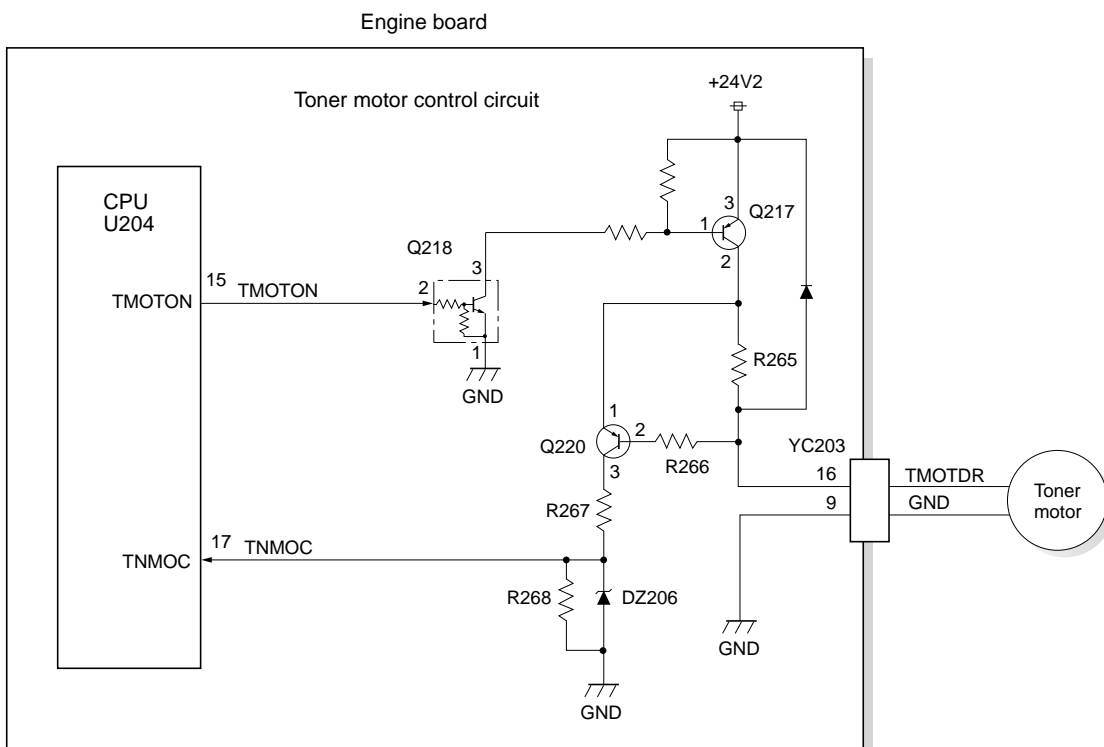 Engine board
Toner motor control circuit
+24V2
CPU
U204
3
Q217
1
2
Q218
3
2
1
GND
15
TMOTON
TMOTON
R265
1
Q220
2
3
R266
YC203
16
TMOTDR
9
GND
Toner
motor
R267
17
TNMOC
TNMOC
R268
DZ206
GND
GND